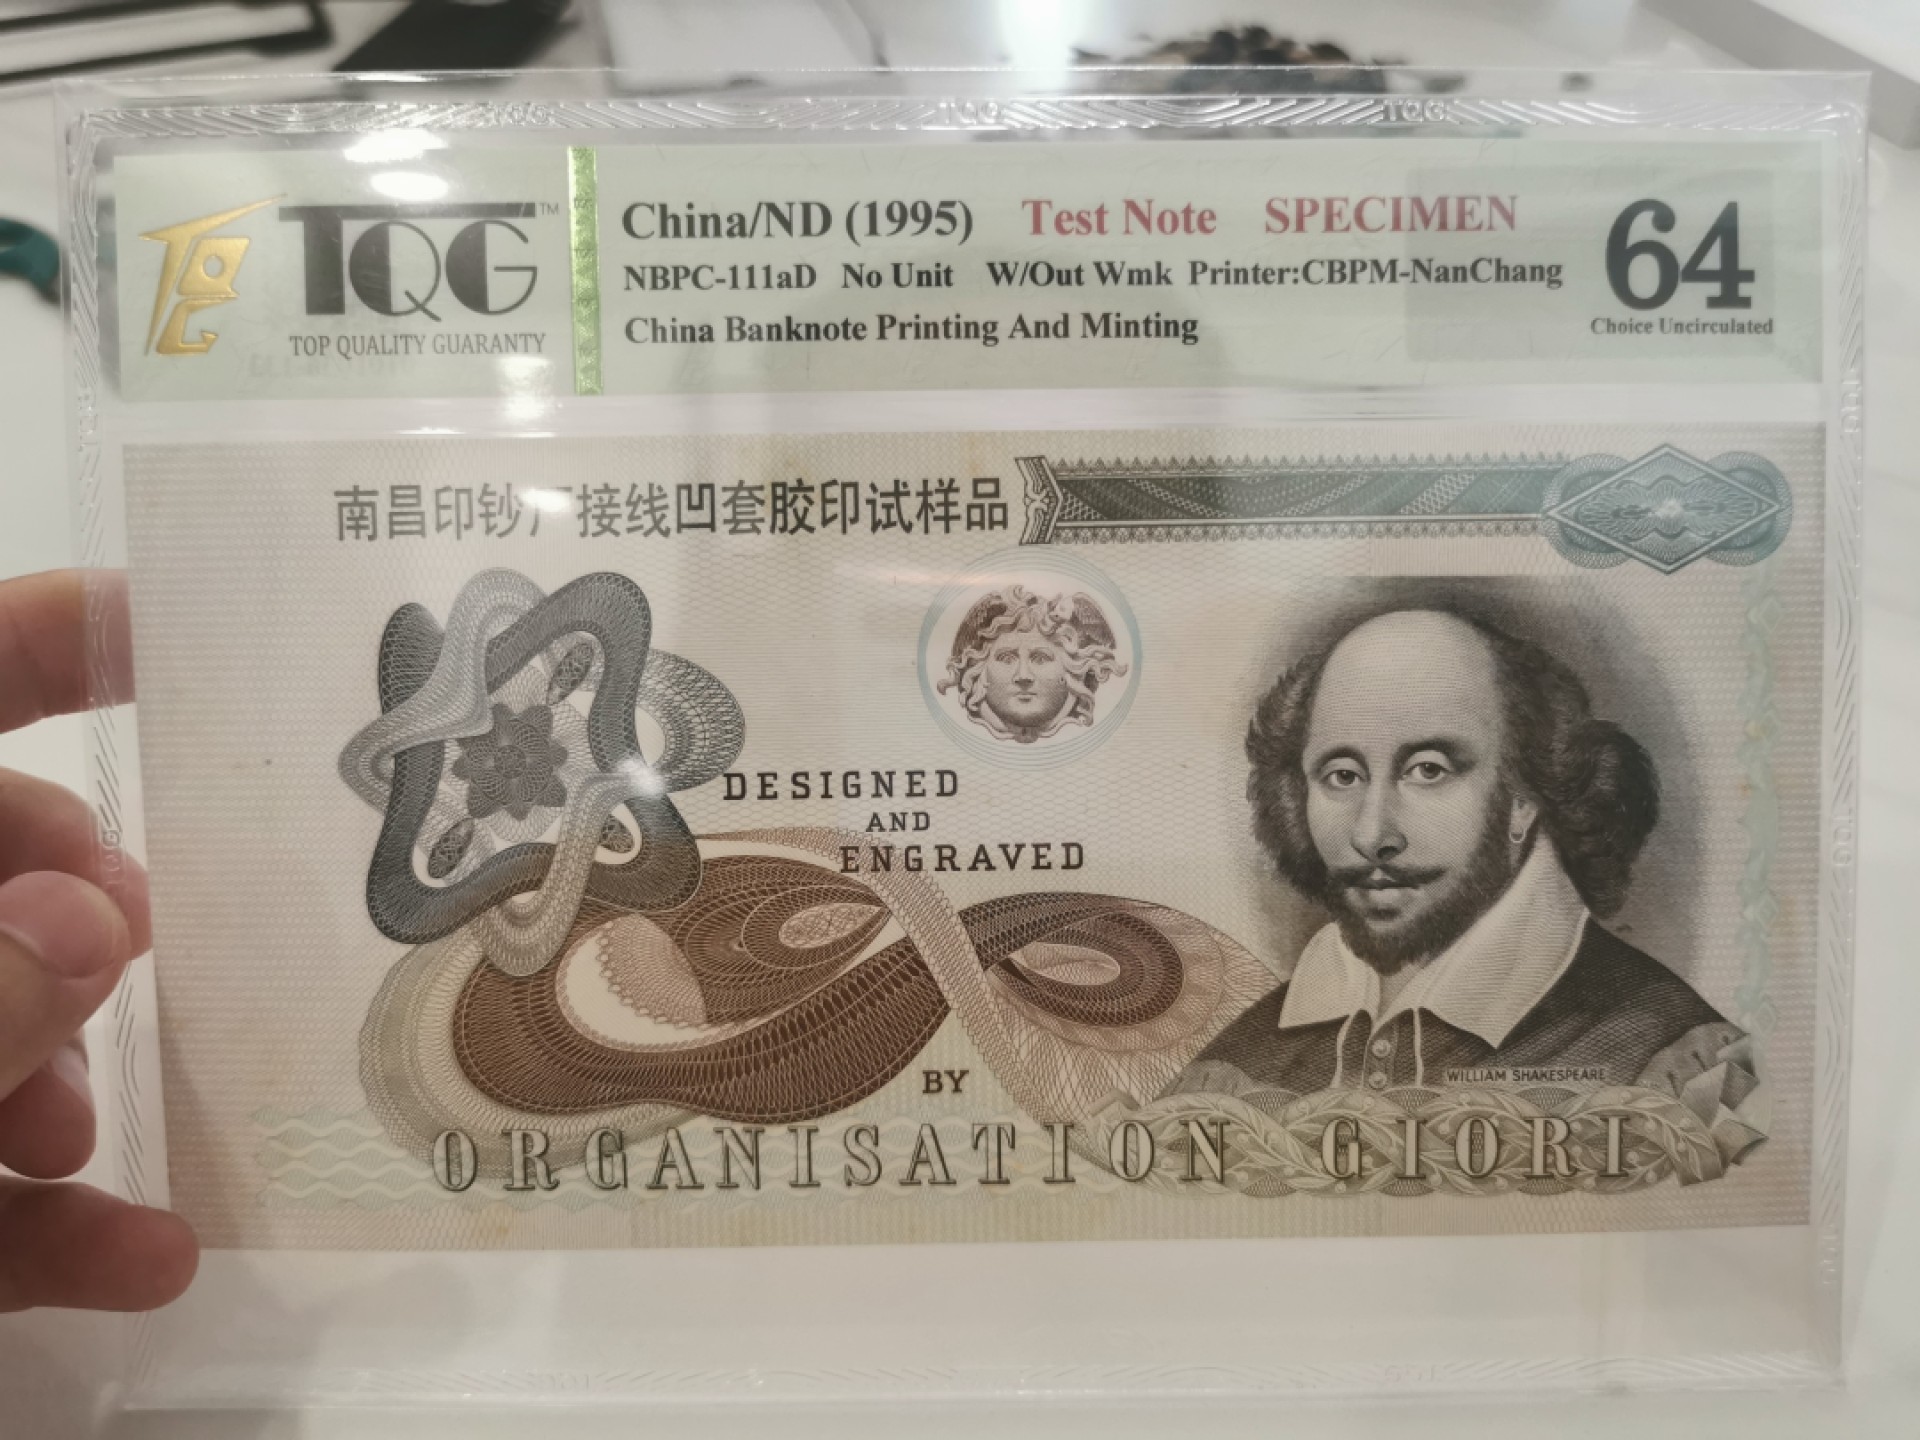 TQG™
TOP QUALITY GUARANTY
China/ND (1995) Test Note SPECIMEN
NBPC-111aD No Unit W/Out Wmk Printer:CBPM-NanChang
China Banknote Printing And Minting
64
Choice Uncirculated
南昌印钞厂接线凹套胶印试样品
DESIGNED
AND
ENGRAVED
BY
WILLIAM SHAKESPEARE
ORGANISATION GIORI